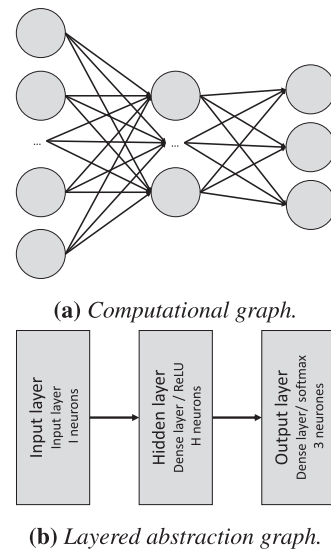 ...
...
(a) Computational graph.
Input layer
Input layer
I neurons
Hidden layer
Dense layer / ReLU
H neurons
Output layer
Dense layer/ softmax
3 neurones
(b) Layered abstraction graph.